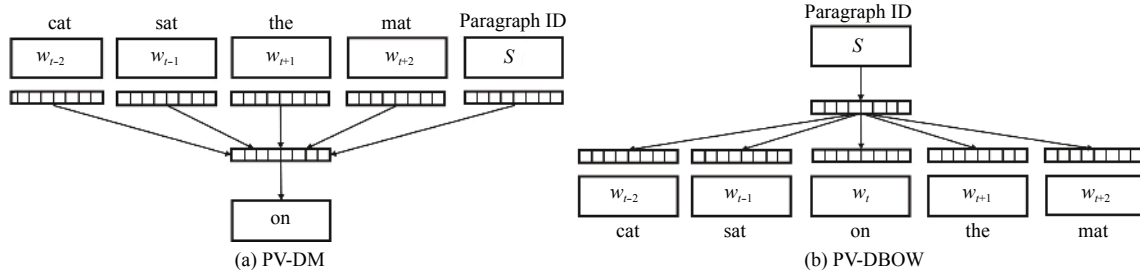 cat sat the mat Paragraph ID
w_{t-2} w_{t-1} w_{t+1} w_{t+2} S
on
(a) PV-DM
Paragraph ID
S
w_{t-2} w_{t-1} w_t w_{t+1} w_{t+2}
cat sat on the mat
(b) PV-DBOW